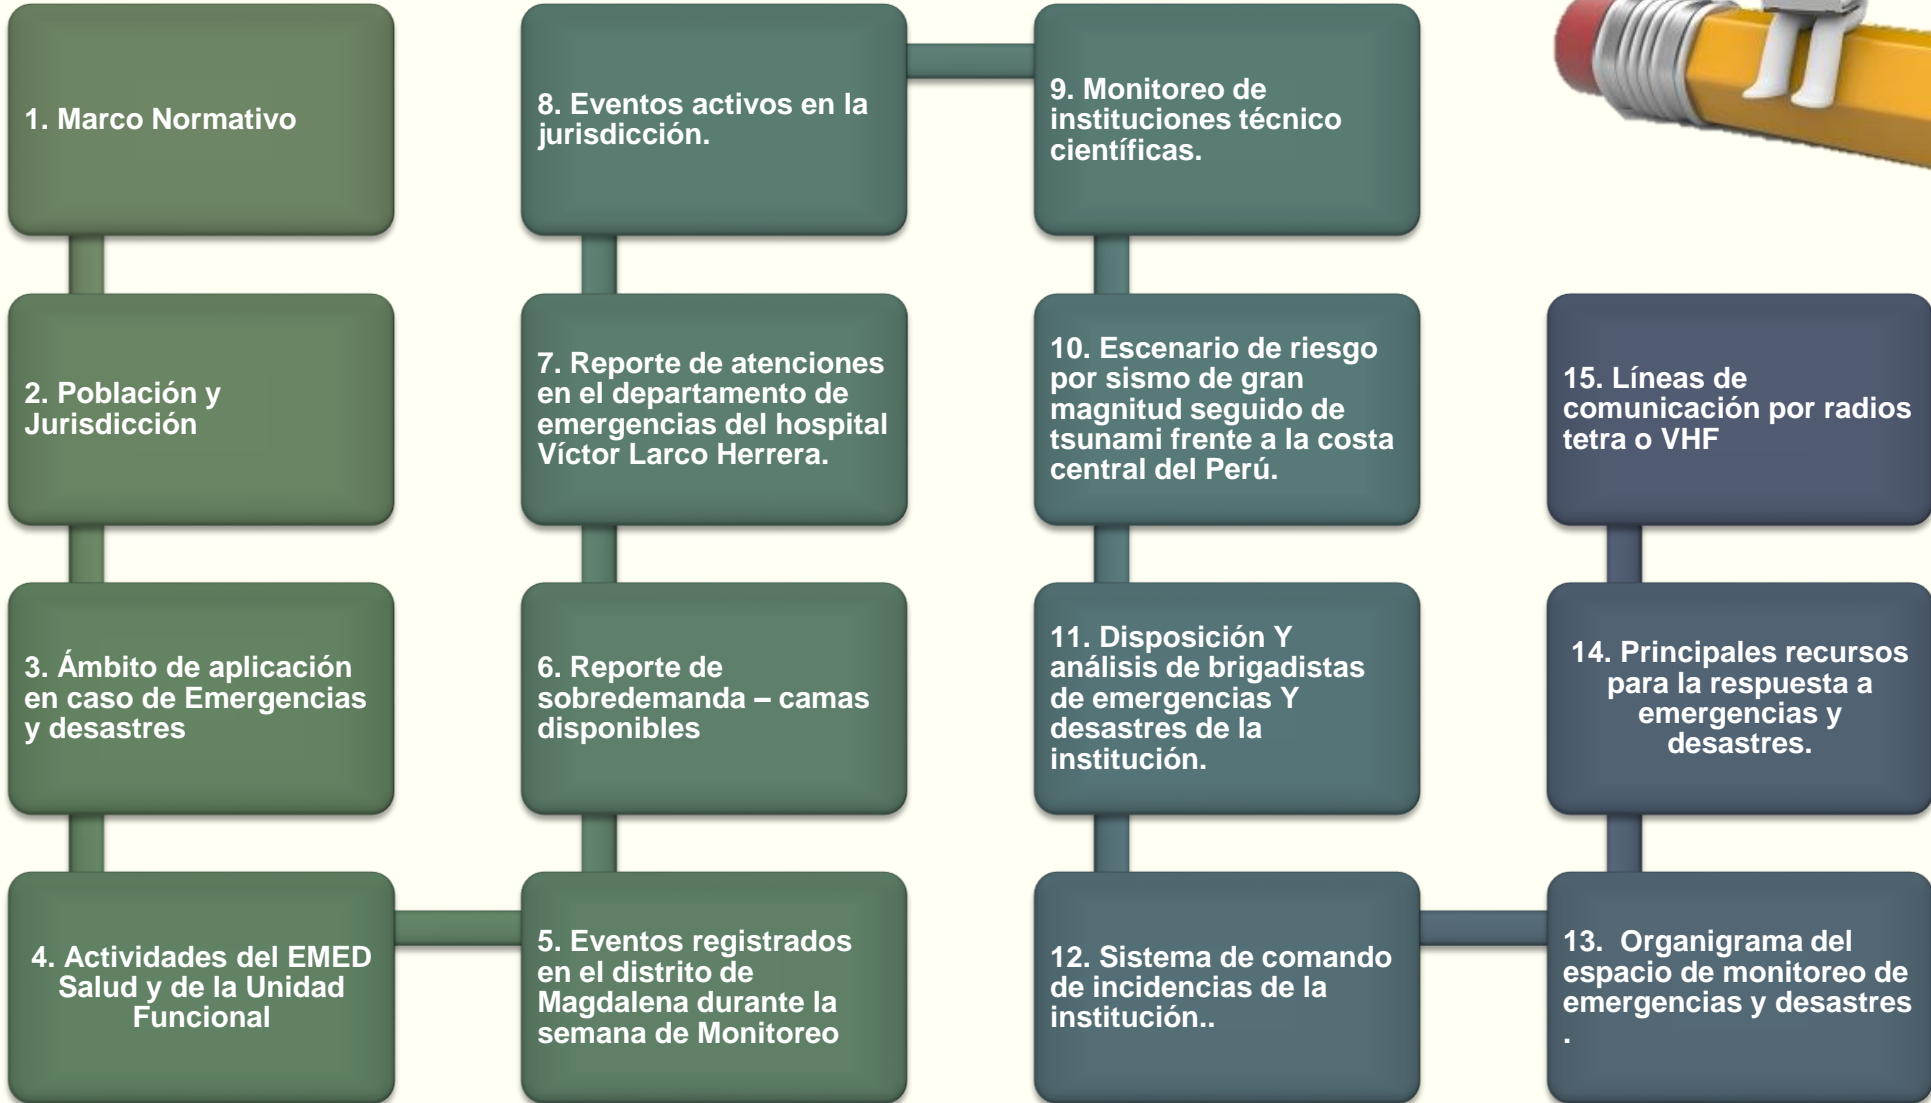 1. Marco Normativo
2. Población y
Jurisdicción
3. Ámbito de aplicación
en caso de Emergencias
y desastres
4. Actividades del EMED
Salud y de la Unidad
Funcional
5. Eventos registrados
en el distrito de
Magdalena durante la
semana de Monitoreo
6. Reporte de
sobredemanda – camas
disponibles
7. Reporte de atenciones
en el departamento de
emergencias del hospital
Víctor Larco Herrera.
8. Eventos activos en la
jurisdicción.
9. Monitoreo de
instituciones técnico
científicas.
10. Escenario de riesgo
por sismo de gran
magnitud seguido de
tsunami frente a la costa
central del Perú.
11. Disposición Y
análisis de brigadistas
de emergencias Y
desastres de la
institución.
12. Sistema de comando
de incidencias de la
institución..
13. Organigrama del
espacio de monitoreo de
emergencias y desastres
.
14. Principales recursos
para la respuesta a
emergencias y
desastres.
15. Líneas de
comunicación por radios
tetra o VHF